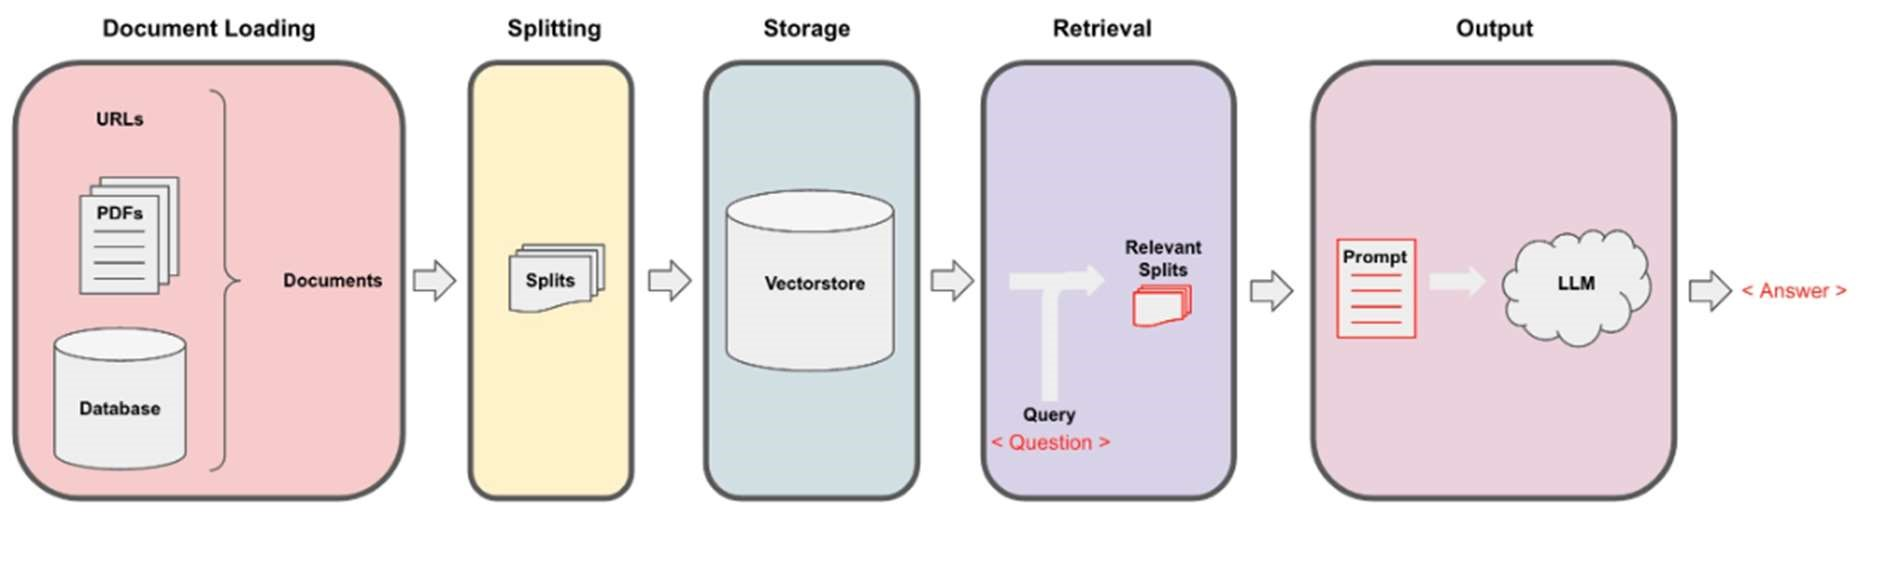 Document Loading
Splitting
Storage
Retrieval
Output
URLs
PDFs
Database
Documents
Splits
Vectorstore
Relevant
Splits
Query
< Question >
Prompt
LLM
< Answer >